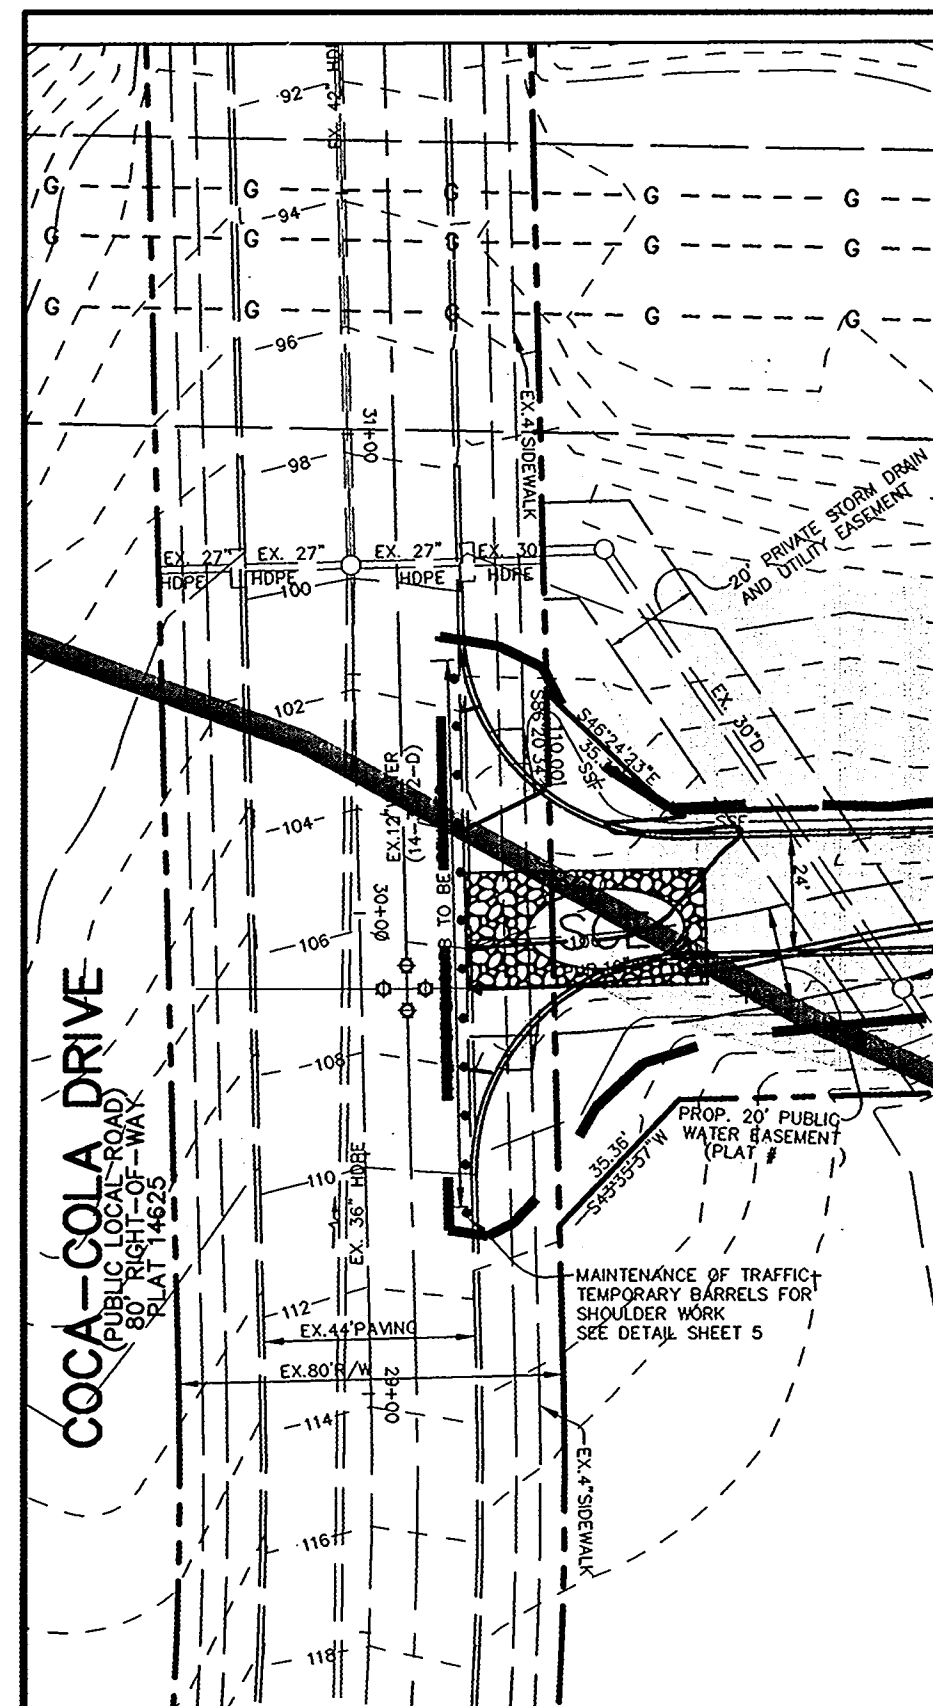 92
EX. 42" HD
G G G G G
94
G G G G G
G G G G G
96
EX.4' SIDEWALK
31+00
98
20' PRIVATE STORM DRAIN
AND UTILITY EASEMENT
EX. 27" EX. 27" EX. 27" EX. 30
HDPE HDPE HDPE HDPE
100
EX. 30"D
102
S86°20'34"
110.00'
S46°24'23"E
35.
SSF
SSF
104
EX.12" WATER
24'
30+00
TO BE
106
108
COCA-COLA DRIVE
(PUBLIC LOCAL ROAD)
80' RIGHT-OF-WAY
PLAT 14625
PROP. 20' PUBLIC
WATER EASEMENT
(PLAT # )
35.36'
S43°35'37"W
110
EX. 36" HDPE
MAINTENANCE OF TRAFFIC
TEMPORARY BARRELS FOR
SHOULDER WORK
SEE DETAIL SHEET 5
112
EX.44'PAVING
EX.80'R/W
29+00
114
EX.4"SIDEWALK
116
118